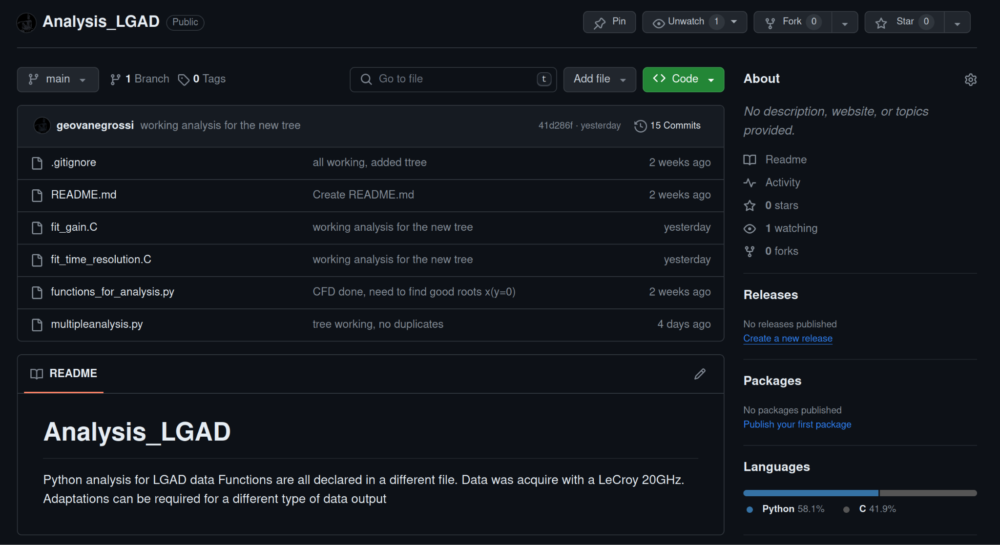 Analysis_LGAD Public Pin Unwatch 1 Fork 0 Star 0
main 1 Branch 0 Tags Go to file t Add file Code
geovanegrossi working analysis for the new tree 41d286f · yesterday 15 Commits
.gitignore all working, added ttree 2 weeks ago
README.md Create README.md 2 weeks ago
fit_gain.C working analysis for the new tree yesterday
fit_time_resolution.C working analysis for the new tree yesterday
functions_for_analysis.py CFD done, need to find good roots x(y=0) 2 weeks ago
multipleanalysis.py tree working, no duplicates 4 days ago
README
Analysis_LGAD
Python analysis for LGAD data Functions are all declared in a different file. Data was acquire with a LeCroy 20GHz.
Adaptations can be required for a different type of data output
About
No description, website, or topics
provided.
Readme
Activity
0 stars
1 watching
0 forks
Releases
No releases published
Create a new release
Packages
No packages published
Publish your first package
Languages
Python 58.1% C 41.9%